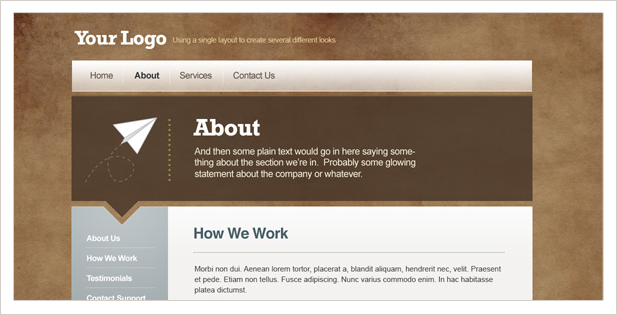 Your Logo Using a single layout to create several different looks
Home About Services Contact Us
About
And then some plain text would go in here saying some-
thing about the section we're in. Probably some glowing
statement about the company or whatever.
About Us
How We Work
Testimonials
Contact Support
How We Work
Morbi non dui. Aenean lorem tortor, placerat a, blandit aliquam, hendrerit nec, velit. Praesent
et pede. Etiam non tellus. Fusce adipiscing. Nunc varius commodo enim. In hac habitasse
platea dictumst.